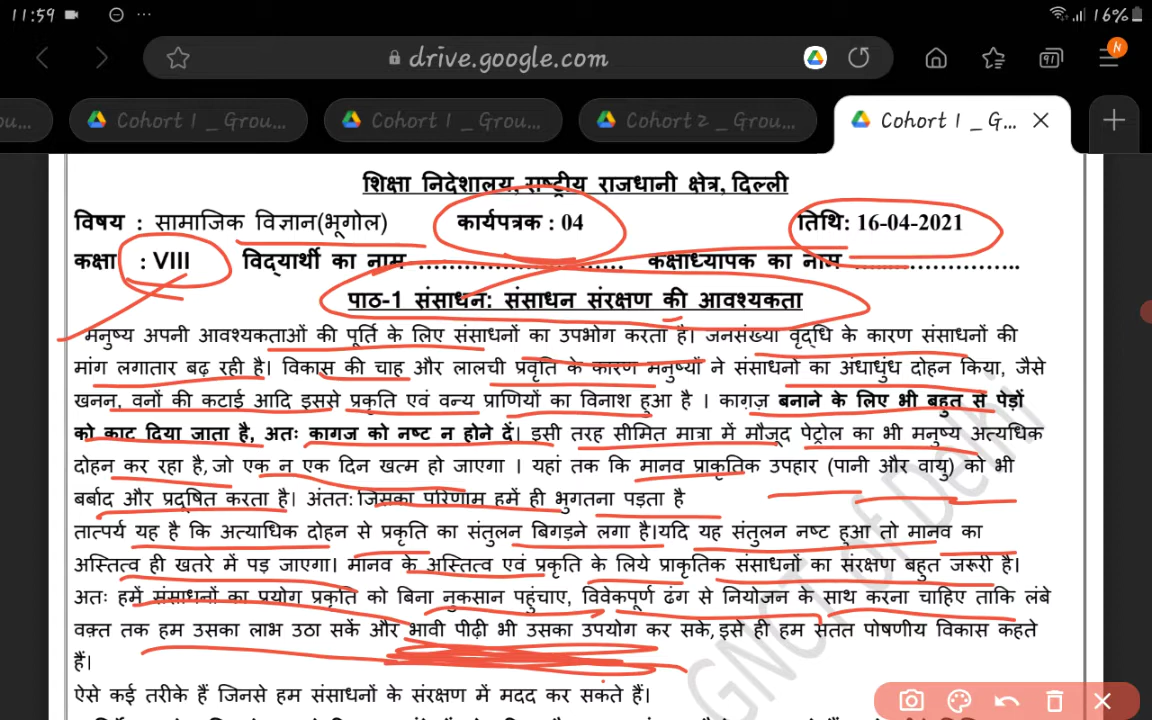 11:59 ··· 16%
drive.google.com 91 N
ou... Cohort 1 _ Grou... Cohort 1 _ Grou... Cohort 2 _ Grou... Cohort 1 _ G...
शिक्षा निदेशालय, राष्ट्रीय राजधानी क्षेत्र, दिल्ली
विषय : सामाजिक विज्ञान(भूगोल) कार्यपत्रक : 04 तिथि: 16-04-2021
कक्षा : VIII विद्यार्थी का नाम ................................ कक्षाध्यापक का नाम ..........................
पाठ-1 संसाधन: संसाधन संरक्षण की आवश्यकता
मनुष्य अपनी आवश्यकताओं की पूर्ति के लिए संसाधनों का उपभोग करता है। जनसंख्या वृद्धि के कारण संसाधनों की
मांग लगातार बढ़ रही है। विकास की चाह और लालची प्रवृति के कारण मनुष्यों ने संसाधनों का अंधाधुंध दोहन किया, जैसे
खनन, वनों की कटाई आदि इससे प्रकृति एवं वन्य प्राणियों का विनाश हुआ है । काग़ज़ बनाने के लिए भी बहुत से पेड़ों
को काट दिया जाता है, अतः कागज को नष्ट न होने दें। इसी तरह सीमित मात्रा में मौजूद पेट्रोल का भी मनुष्य अत्यधिक
दोहन कर रहा है, जो एक न एक दिन खत्म हो जाएगा । यहां तक कि मानव प्राकृतिक उपहार (पानी और वायु) को भी
बर्बाद और प्रदूषित करता है। अंतत: जिसका परिणाम हमें ही भुगतना पड़ता है
तात्पर्य यह है कि अत्याधिक दोहन से प्रकृति का संतुलन बिगड़ने लगा है।यदि यह संतुलन नष्ट हुआ तो मानव का
अस्तित्व ही खतरे में पड़ जाएगा। मानव के अस्तित्व एवं प्रकृति के लिये प्राकृतिक संसाधनों का संरक्षण बहुत जरूरी है।
अतः हमें संसाधनों का प्रयोग प्रकृति को बिना नुकसान पहुंचाए, विवेकपूर्ण ढंग से नियोजन के साथ करना चाहिए ताकि लंबे
वक़्त तक हम उसका लाभ उठा सकें और भावी पीढ़ी भी उसका उपयोग कर सके, इसे ही हम सतत पोषणीय विकास कहते
हैं।
ऐसे कई तरीके हैं जिनसे हम संसाधनों के संरक्षण में मदद कर सकते हैं।
GNCT of Delhi